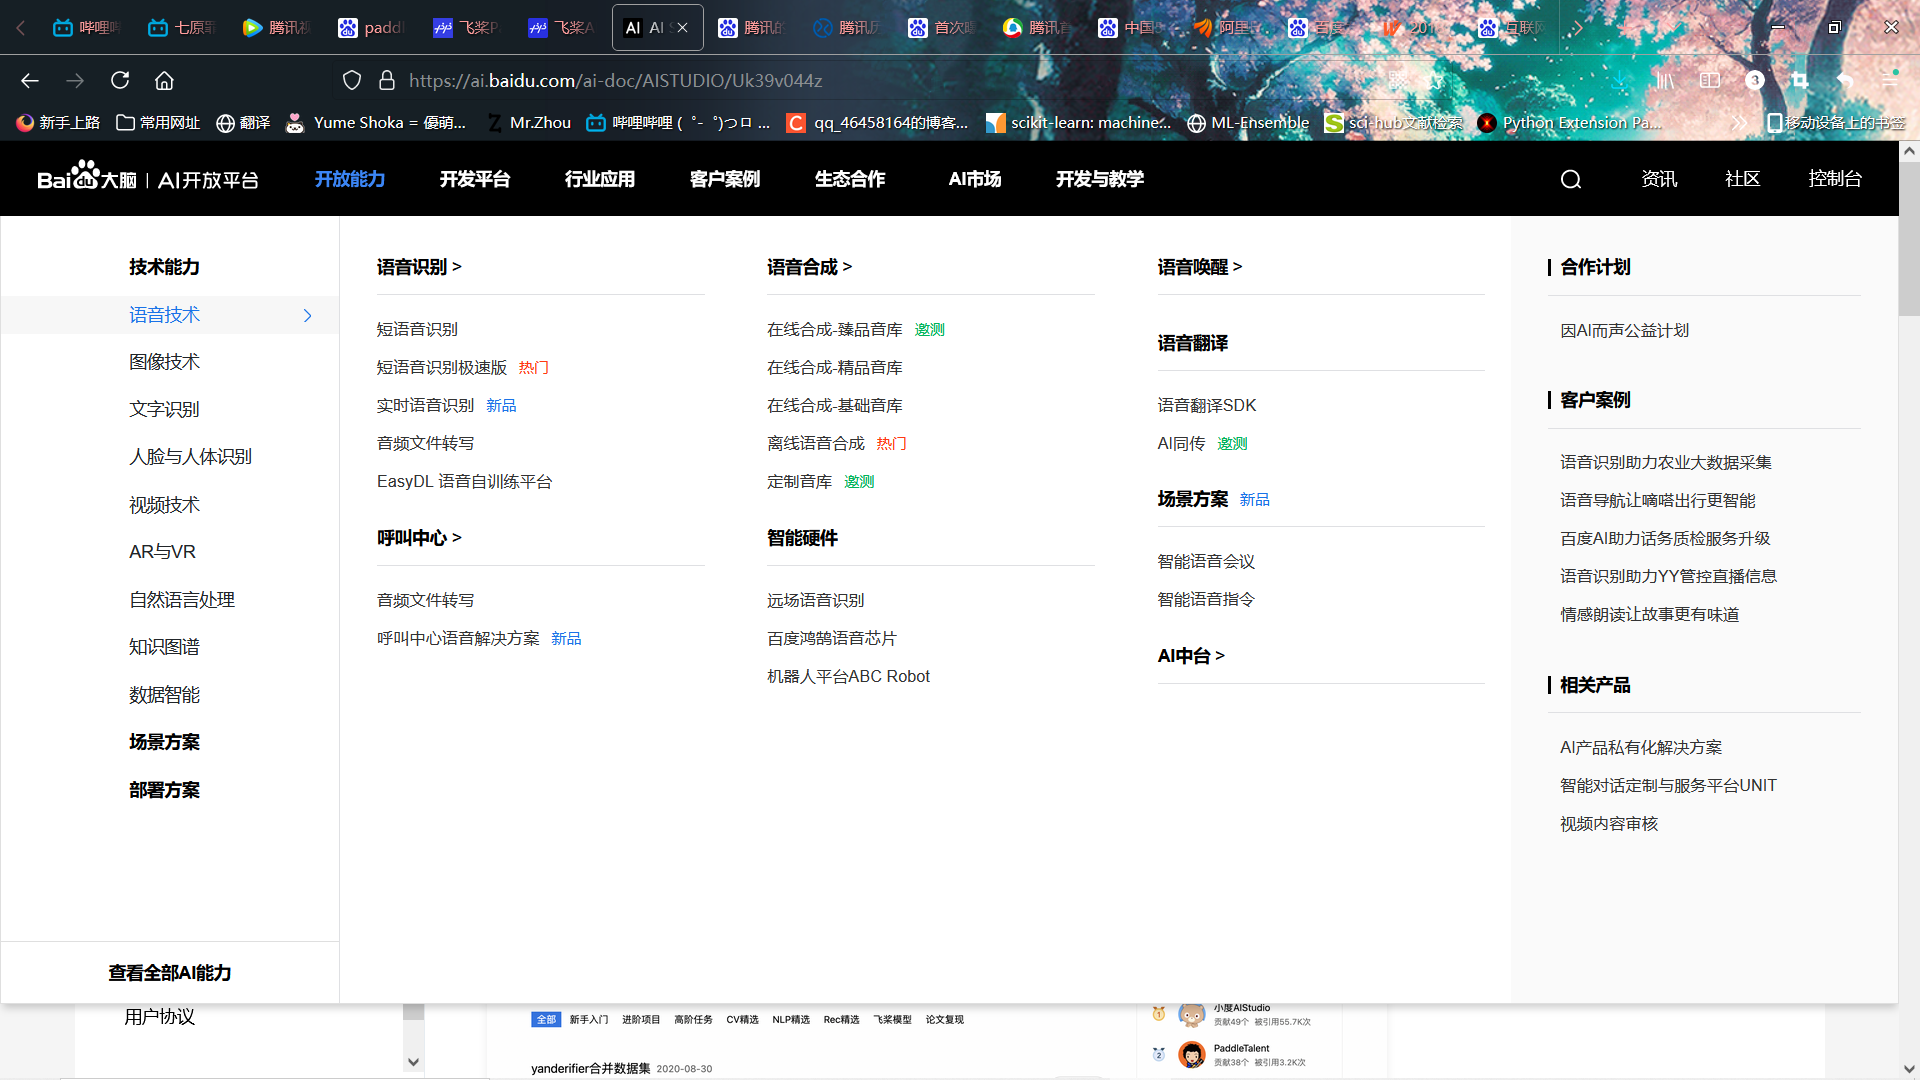 哔哩
七原罪
腾讯视
paddl
飞桨P
飞桨A
AI S
腾讯的
腾讯历
首次曝
腾讯首
中国
阿里
百度
201
互联网
https://ai.baidu.com/ai-doc/AISTUDIO/Uk39v044z
3
新手上路
常用网址
翻译
Yume Shoka = 優萌...
Mr.Zhou
哔哩哔哩 ( ゜- ゜)つロ ...
qq_46458164的博客...
scikit-learn: machine...
ML-Ensemble
sci-hub文献检索
Python Extension Pa...
移动设备上的书签
Bai du 大脑 | AI开放平台
开放能力
开发平台
行业应用
客户案例
生态合作
AI市场
开发与教学
资讯
社区
控制台
技术能力
语音技术
图像技术
文字识别
人脸与人体识别
视频技术
AR与VR
自然语言处理
知识图谱
数据智能
场景方案
部署方案
查看全部AI能力
语音识别 >
短语音识别
短语音识别极速版 热门
实时语音识别 新品
音频文件转写
EasyDL 语音自训练平台
呼叫中心 >
音频文件转写
呼叫中心语音解决方案 新品
语音合成 >
在线合成-臻品音库 邀测
在线合成-精品音库
在线合成-基础音库
离线语音合成 热门
定制音库 邀测
智能硬件
远场语音识别
百度鸿鹄语音芯片
机器人平台ABC Robot
语音唤醒 >
语音翻译
语音翻译SDK
AI同传 邀测
场景方案 新品
智能语音会议
智能语音指令
AI中台 >
合作计划
因AI而声公益计划
客户案例
语音识别助力农业大数据采集
语音导航让嘀嗒出行更智能
百度AI助力话务质检服务升级
语音识别助力YY管控直播信息
情感朗读让故事更有味道
相关产品
AI产品私有化解决方案
智能对话定制与服务平台UNIT
视频内容审核
用户协议
全部
新手入门
进阶项目
高阶任务
CV精选
NLP精选
Rec精选
飞桨模型
论文复现
yanderifier合并数据集 2020-08-30
1
小度AIStudio
贡献49个 被引用55.7K次
2
PaddleTalent
贡献38个 被引用3.2K次